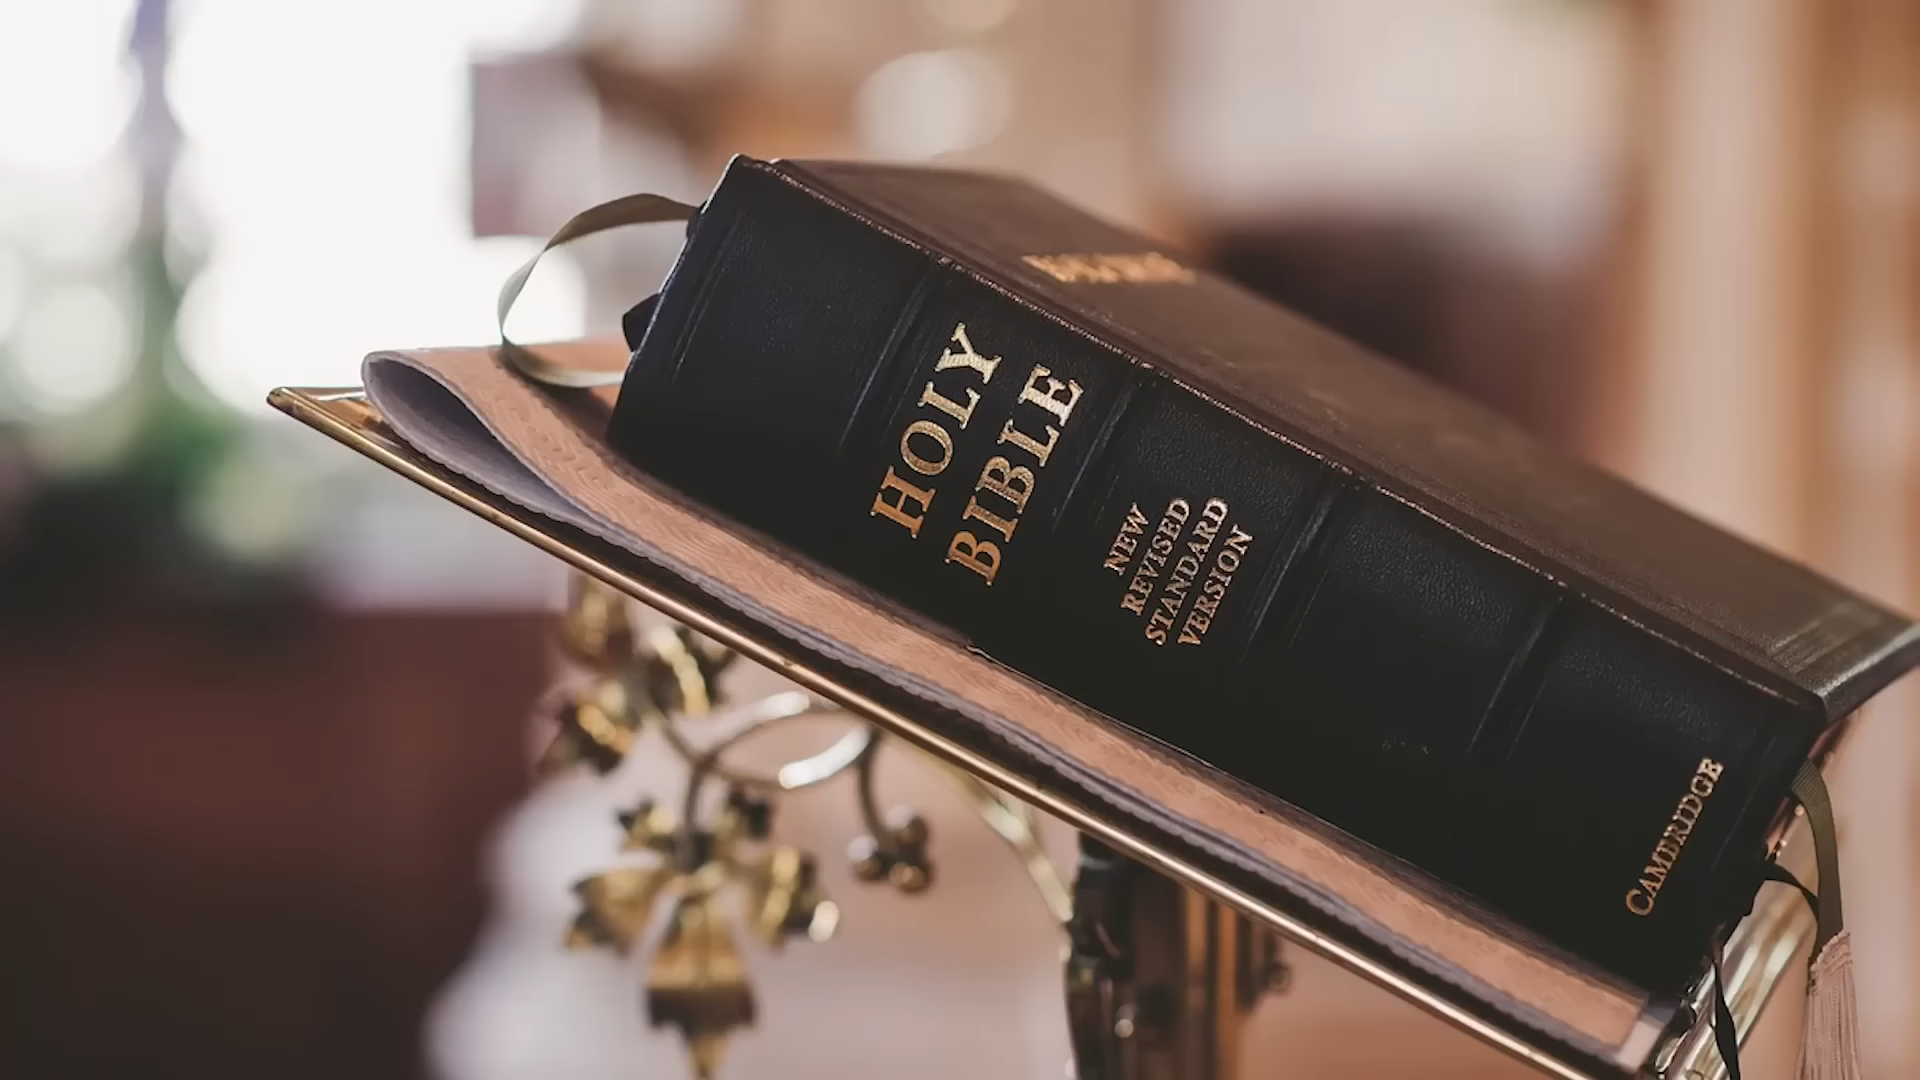 HOLY
BIBLE
NEW
REVISED
STANDARD
VERSION
CAMBRIDGE